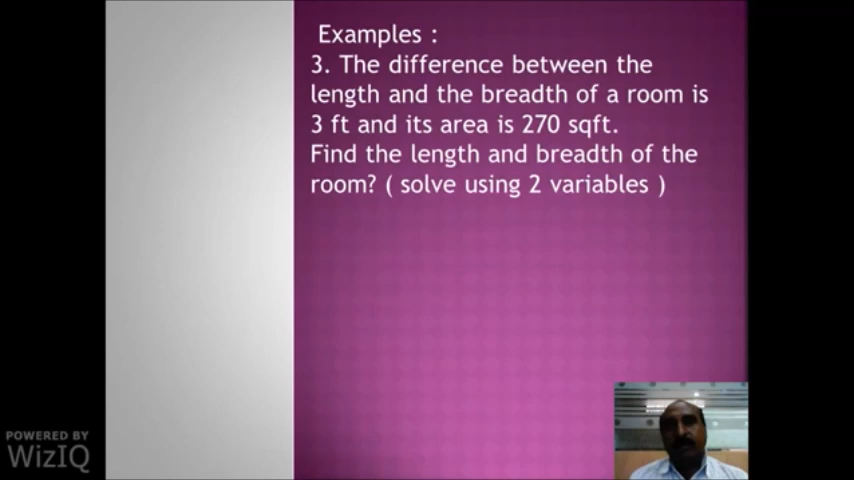 Examples :
3. The difference between the
length and the breadth of a room is
3 ft and its area is 270 sqft.
Find the length and breadth of the
room? ( solve using 2 variables )
POWERED BY
WizIQ